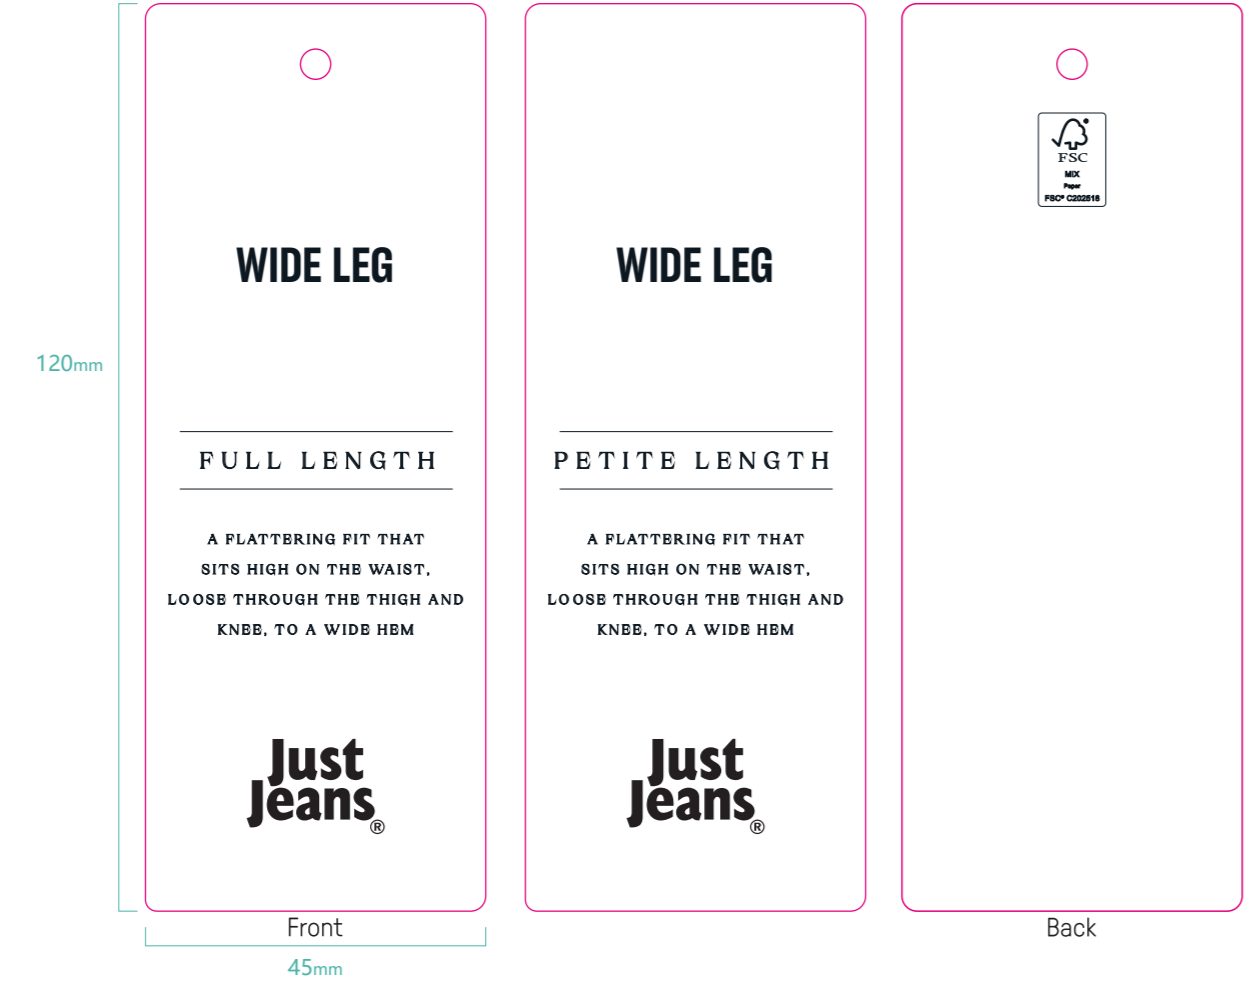 120mm
WIDE LEG
FULL LENGTH
A FLATTERING FIT THAT
SITS HIGH ON THE WAIST,
LOOSE THROUGH THE THIGH AND
KNEE, TO A WIDE HEM
Just
Jeans®
Front
45mm
WIDE LEG
PETITE LENGTH
A FLATTERING FIT THAT
SITS HIGH ON THE WAIST,
LOOSE THROUGH THE THIGH AND
KNEE, TO A WIDE HEM
Just
Jeans®
FSC
MIX
Paper
FSC® C202518
Back